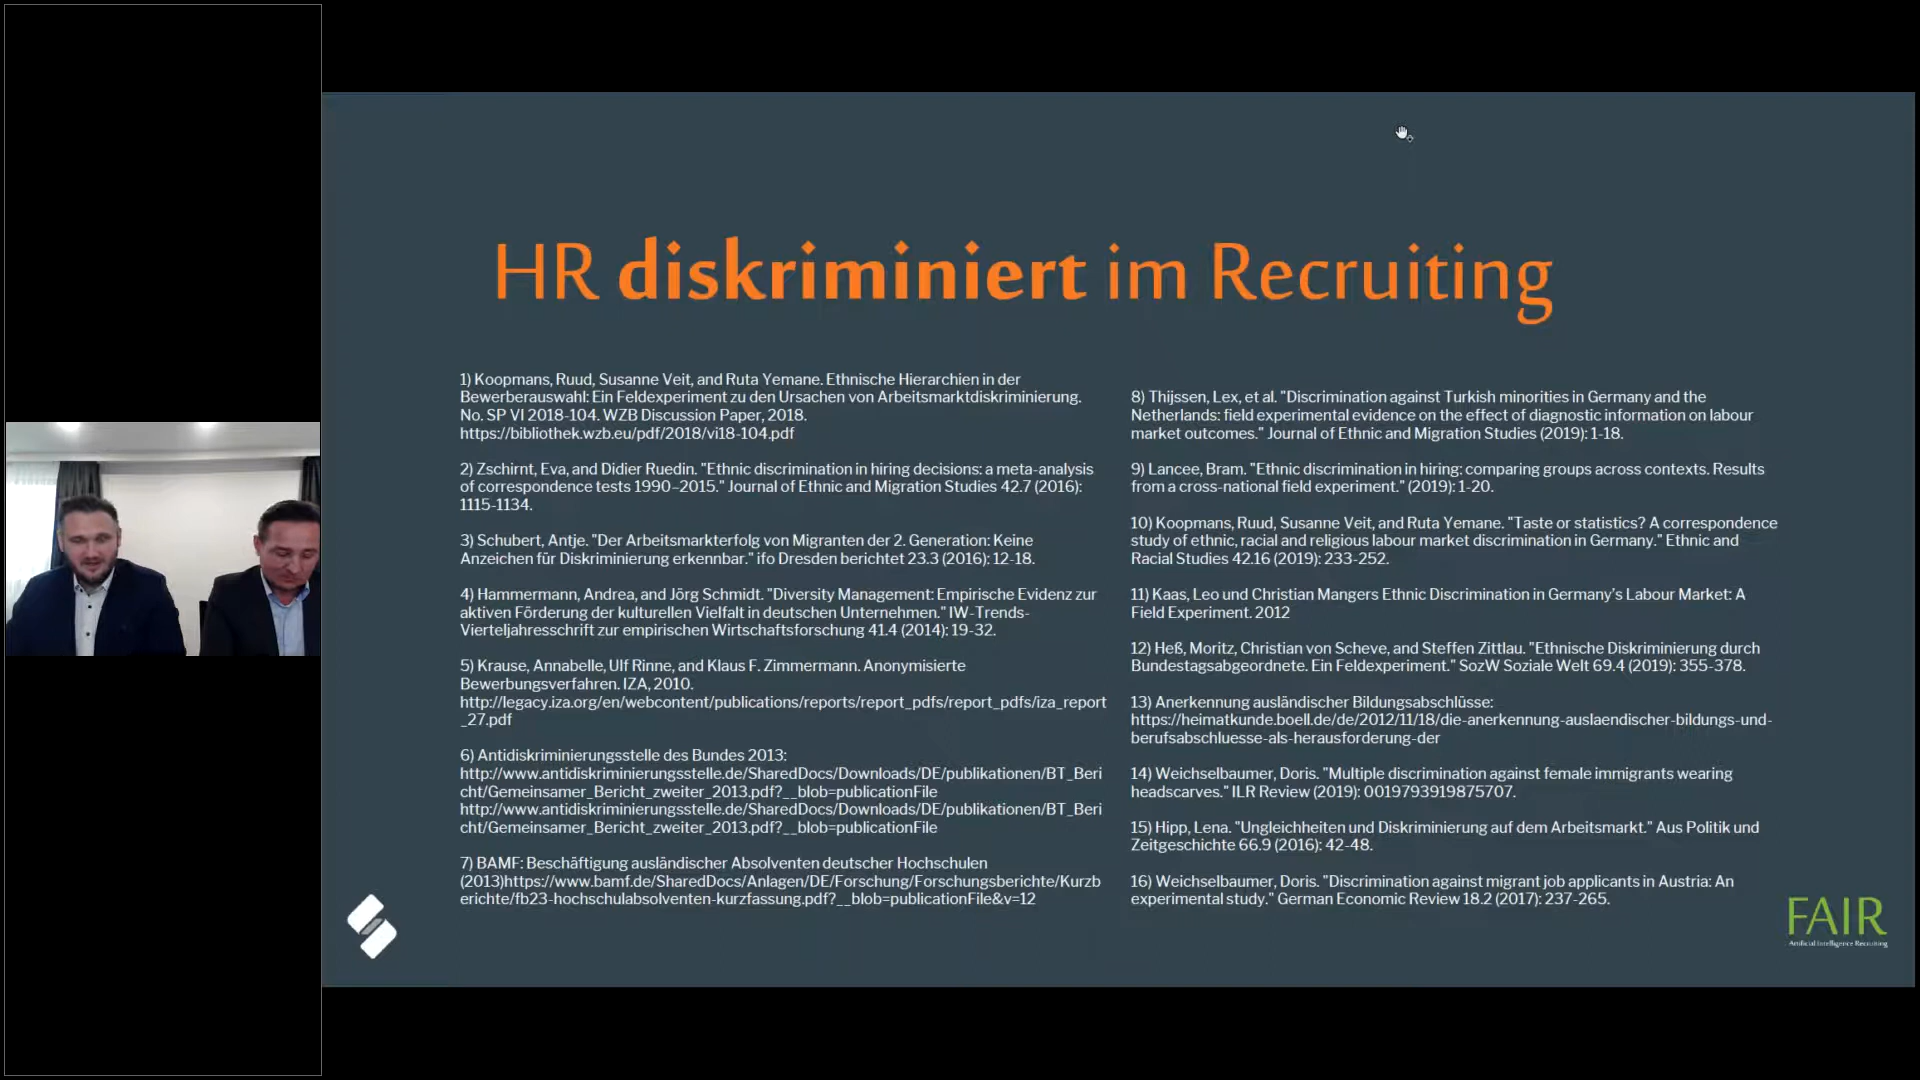 HR diskriminiert im Recruiting
1) Koopmans, Ruud, Susanne Veit, and Ruta Yemane. Ethnische Hierarchien in der
Bewerberauswahl: Ein Feldexperiment zu den Ursachen von Arbeitsmarktdiskriminierung.
No. SP VI 2018-104. WZB Discussion Paper, 2018.
https://bibliothek.wzb.eu/pdf/2018/vi18-104.pdf
2) Zschirnt, Eva, and Didier Ruedin. "Ethnic discrimination in hiring decisions: a meta-analysis
of correspondence tests 1990–2015." Journal of Ethnic and Migration Studies 42.7 (2016):
1115-1134.
3) Schubert, Antje. "Der Arbeitsmarkterfolg von Migranten der 2. Generation: Keine
Anzeichen für Diskriminierung erkennbar." ifo Dresden berichtet 23.3 (2016): 12-18.
4) Hammermann, Andrea, and Jörg Schmidt. "Diversity Management: Empirische Evidenz zur
aktiven Förderung der kulturellen Vielfalt in deutschen Unternehmen." IW-Trends-
Vierteljahresschrift zur empirischen Wirtschaftsforschung 41.4 (2014): 19-32.
5) Krause, Annabelle, Ulf Rinne, and Klaus F. Zimmermann. Anonymisierte
Bewerbungsverfahren. IZA, 2010.
http://legacy.iza.org/en/webcontent/publications/reports/report_pdfs/report_pdfs/iza_report
_27.pdf
6) Antidiskriminierungsstelle des Bundes 2013:
http://www.antidiskriminierungsstelle.de/SharedDocs/Downloads/DE/publikationen/BT_Beri
cht/Gemeinsamer_Bericht_zweiter_2013.pdf?__blob=publicationFile
http://www.antidiskriminierungsstelle.de/SharedDocs/Downloads/DE/publikationen/BT_Beri
cht/Gemeinsamer_Bericht_zweiter_2013.pdf?__blob=publicationFile
7) BAMF: Beschäftigung ausländischer Absolventen deutscher Hochschulen
(2013)https://www.bamf.de/SharedDocs/Anlagen/DE/Forschung/Forschungsberichte/Kurzb
erichte/fb23-hochschulabsolventen-kurzfassung.pdf?__blob=publicationFile&v=12
8) Thijssen, Lex, et al. "Discrimination against Turkish minorities in Germany and the
Netherlands: field experimental evidence on the effect of diagnostic information on labour
market outcomes." Journal of Ethnic and Migration Studies (2019): 1-18.
9) Lancee, Bram. "Ethnic discrimination in hiring: comparing groups across contexts. Results
from a cross-national field experiment." (2019): 1-20.
10) Koopmans, Ruud, Susanne Veit, and Ruta Yemane. "Taste or statistics? A correspondence
study of ethnic, racial and religious labour market discrimination in Germany." Ethnic and
Racial Studies 42.16 (2019): 233-252.
11) Kaas, Leo und Christian Mangers Ethnic Discrimination in Germany’s Labour Market: A
Field Experiment. 2012
12) Heß, Moritz, Christian von Scheve, and Steffen Zittlau. "Ethnische Diskriminierung durch
Bundestagsabgeordnete. Ein Feldexperiment." SozW Soziale Welt 69.4 (2019): 355-378.
13) Anerkennung ausländischer Bildungsabschlüsse:
https://heimatkunde.boell.de/de/2012/11/18/die-anerkennung-auslaendischer-bildungs-und-
berufsabschluesse-als-herausforderung-der
14) Weichselbaumer, Doris. "Multiple discrimination against female immigrants wearing
headscarves." ILR Review (2019): 0019793919875707.
15) Hipp, Lena. "Ungleichheiten und Diskriminierung auf dem Arbeitsmarkt." Aus Politik und
Zeitgeschichte 66.9 (2016): 42-48.
16) Weichselbaumer, Doris. "Discrimination against migrant job applicants in Austria: An
experimental study." German Economic Review 18.2 (2017): 237-265.
FAIR
Artificial Intelligence Recruiting